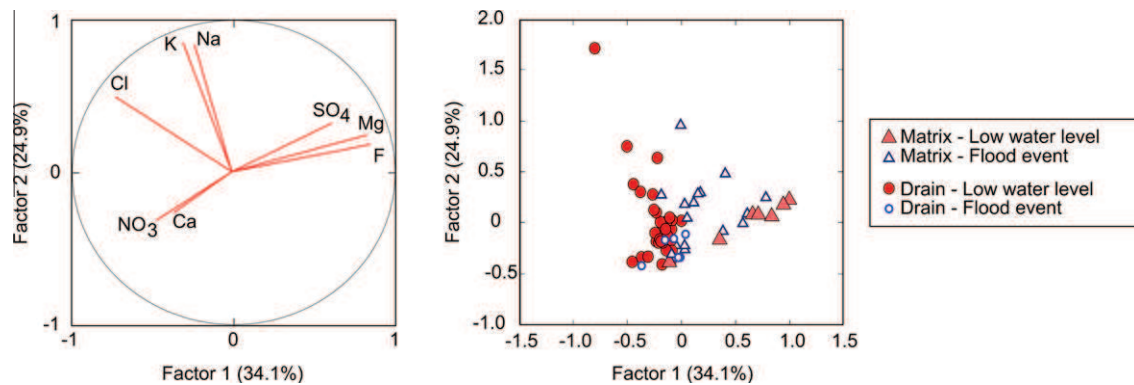 1
0
-1
-1
0
1
Factor 2 (24.9%)
Factor 1 (34.1%)
K
Na
Cl
SO4
Mg
F
NO3
Ca
2.0
1.5
1.0
0.5
0
-0.5
-1.0
-1.5
-1.0
-0.5
0
0.5
1.0
1.5
Factor 2 (24.9%)
Factor 1 (34.1%)
Matrix - Low water level
Matrix - Flood event
Drain - Low water level
Drain - Flood event